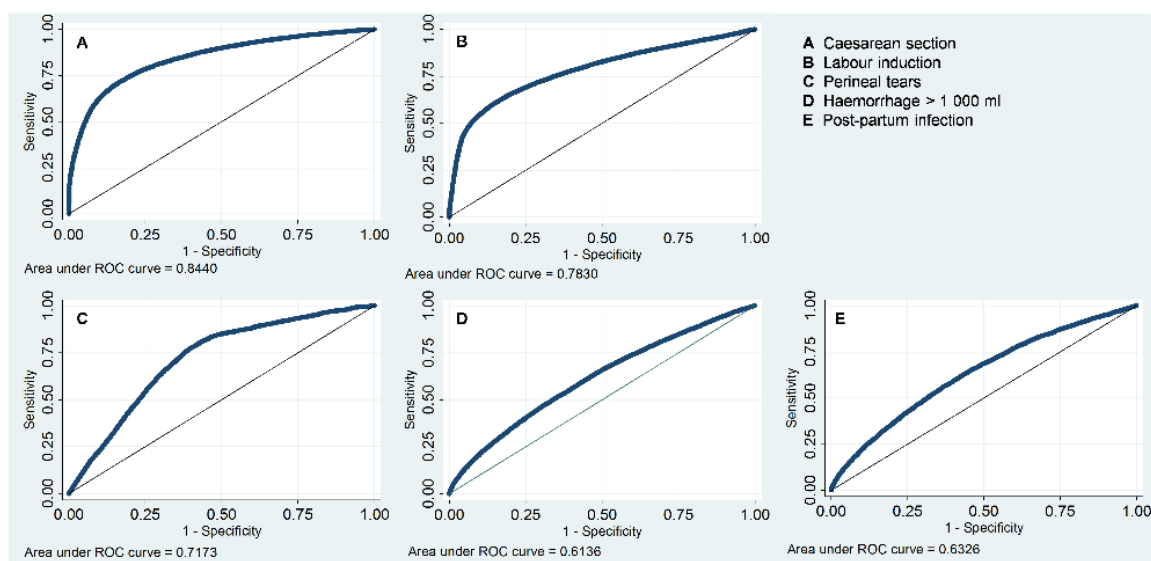 A
Sensitivity
0.00 0.25 0.50 0.75 1.00
0.00 0.25 0.50 0.75 1.00
1 - Specificity
Area under ROC curve = 0.8440
B
Sensitivity
0.00 0.25 0.50 0.75 1.00
0.00 0.25 0.50 0.75 1.00
1 - Specificity
Area under ROC curve = 0.7830
A Caesarean section
B Labour induction
C Perineal tears
D Haemorrhage > 1 000 ml
E Post-partum infection
C
Sensitivity
0.00 0.25 0.50 0.75 1.00
0.00 0.25 0.50 0.75 1.00
1 - Specificity
Area under ROC curve = 0.7173
D
Sensitivity
0.00 0.25 0.50 0.75 1.00
0.00 0.25 0.50 0.75 1.00
1 - Specificity
Area under ROC curve = 0.6136
E
Sensitivity
0.00 0.25 0.50 0.75 1.00
0.00 0.25 0.50 0.75 1.00
1 - Specificity
Area under ROC curve = 0.6326